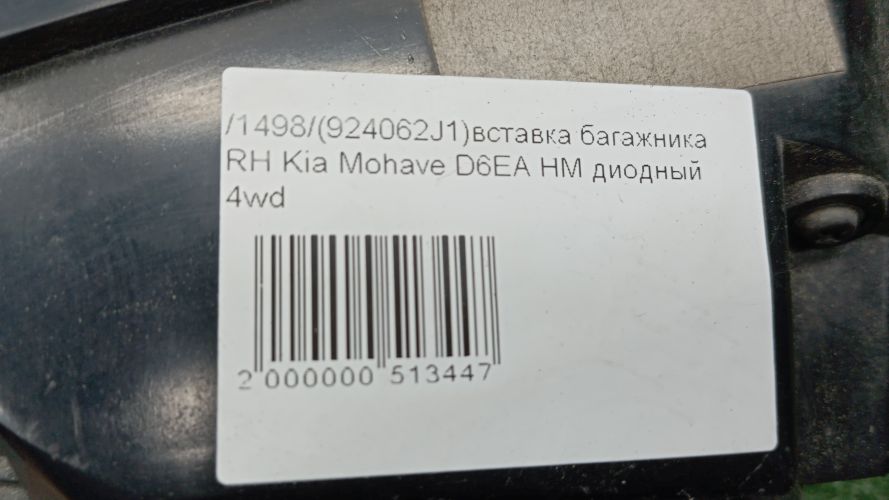 /1498/(924062J1)вставка багажника
RH Kia Mohave D6EA HM диодный
4wd
2 000000 513447